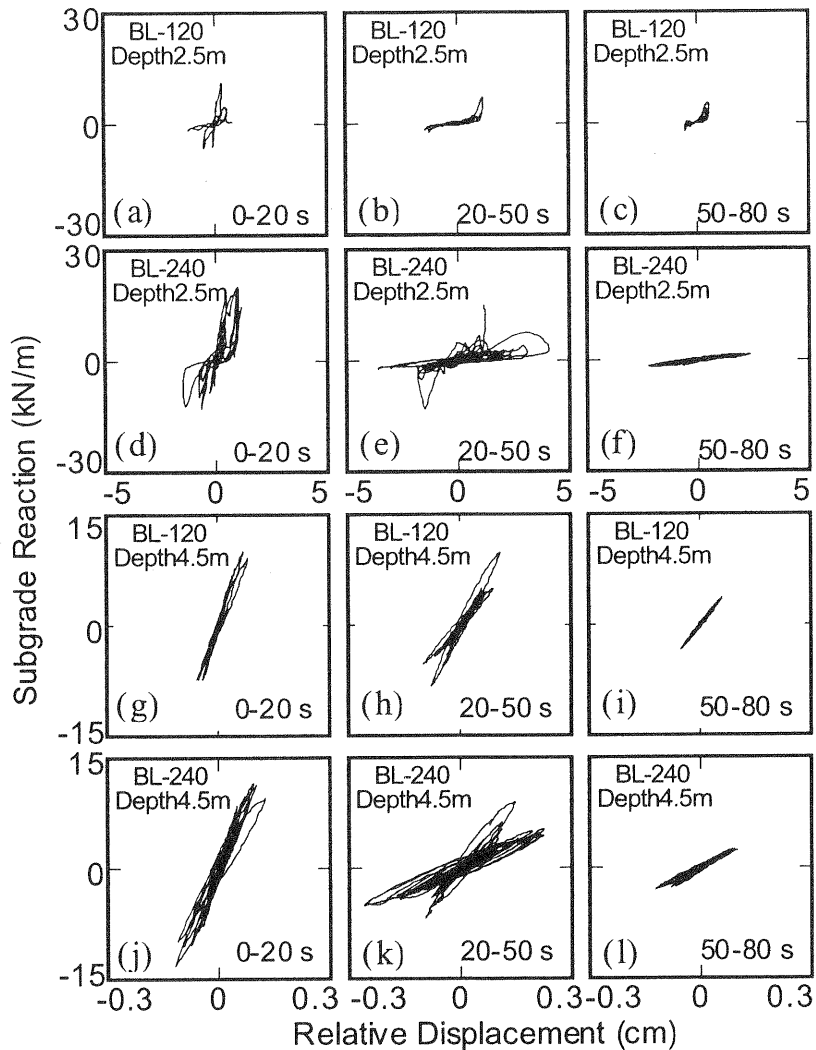 30
BL-120
Depth2.5m
BL-120
Depth2.5m
BL-120
Depth2.5m
0
(a) 0-20 s
(b) 20-50 s
(c) 50-80 s
-30
30
BL-240
Depth2.5m
BL-240
Depth2.5m
BL-240
Depth2.5m
0
(d) 0-20 s
(e) 20-50 s
(f) 50-80 s
-30
-5 0 5
-5 0 5
-5 0 5
Subgrade Reaction (kN/m)
15
BL-120
Depth4.5m
BL-120
Depth4.5m
BL-120
Depth4.5m
0
(g) 0-20 s
(h) 20-50 s
(i) 50-80 s
-15
15
BL-240
Depth4.5m
BL-240
Depth4.5m
BL-240
Depth4.5m
0
(j) 0-20 s
(k) 20-50 s
(l) 50-80 s
-15
-0.3 0 0.3
-0.3 0 0.3
-0.3 0 0.3
Relative Displacement (cm)